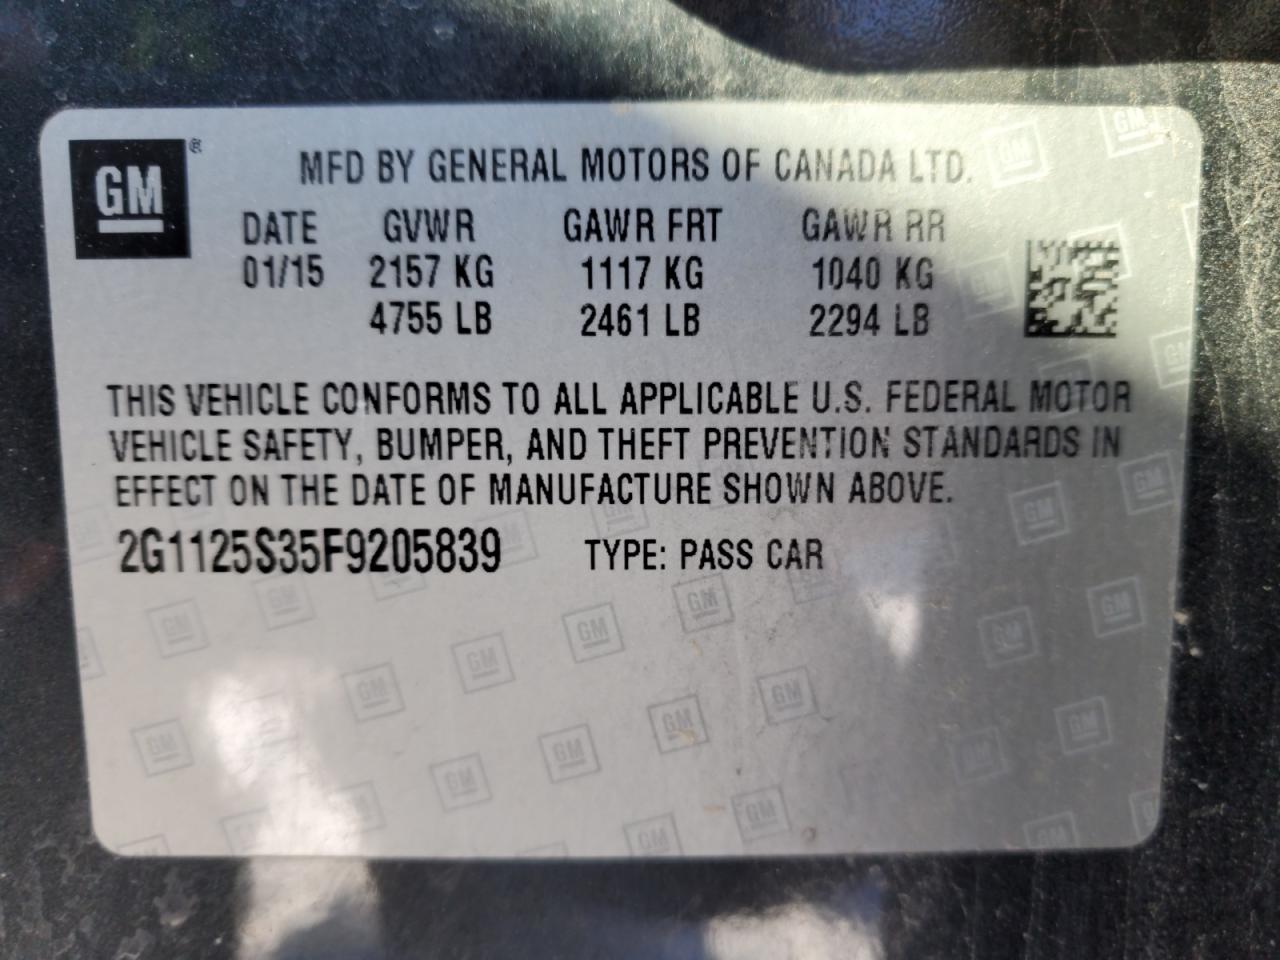 GM ®
MFD BY GENERAL MOTORS OF CANADA LTD.
DATE GVWR GAWR FRT GAWR RR
01/15 2157 KG 1117 KG 1040 KG
4755 LB 2461 LB 2294 LB
THIS VEHICLE CONFORMS TO ALL APPLICABLE U.S. FEDERAL MOTOR
VEHICLE SAFETY, BUMPER, AND THEFT PREVENTION STANDARDS IN
EFFECT ON THE DATE OF MANUFACTURE SHOWN ABOVE.
2G1125S35F9205839 TYPE: PASS CAR